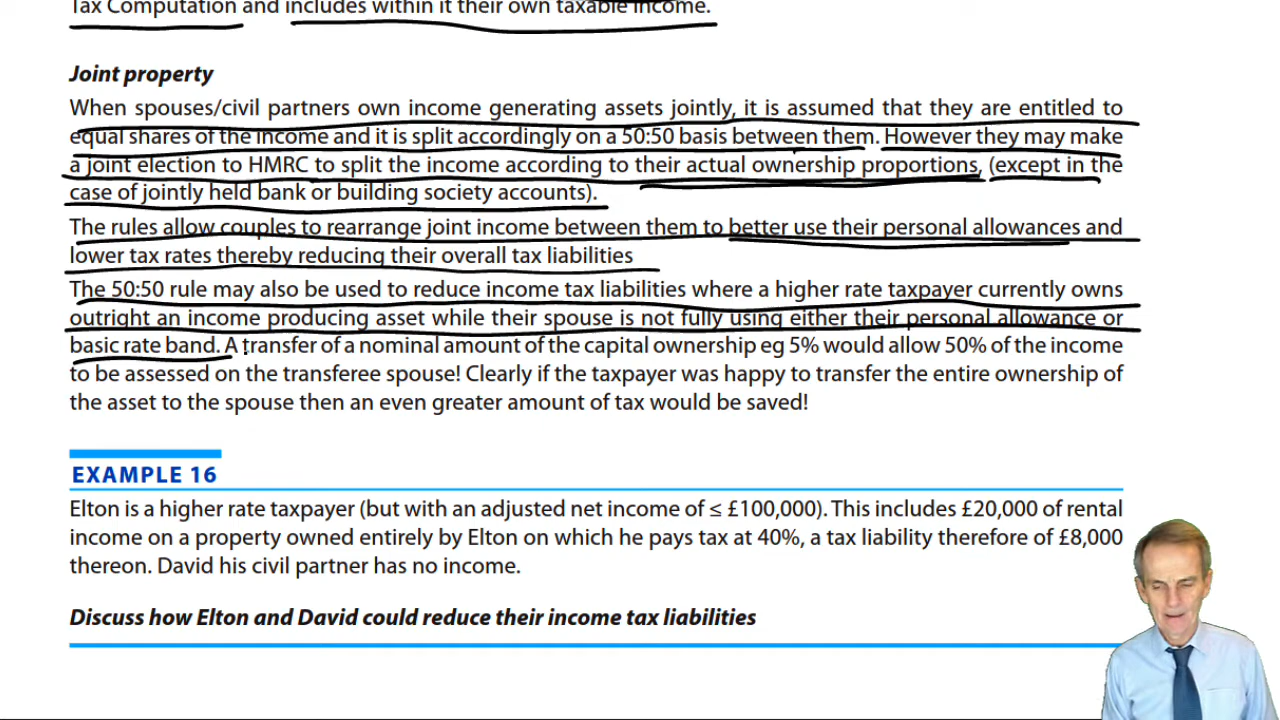 Tax Computation and includes within it their own taxable income.
Joint property
When spouses/civil partners own income generating assets jointly, it is assumed that they are entitled to
equal shares of the income and it is split accordingly on a 50:50 basis between them. However they may make
a joint election to HMRC to split the income according to their actual ownership proportions, (except in the
case of jointly held bank or building society accounts).
The rules allow couples to rearrange joint income between them to better use their personal allowances and
lower tax rates thereby reducing their overall tax liabilities
The 50:50 rule may also be used to reduce income tax liabilities where a higher rate taxpayer currently owns
outright an income producing asset while their spouse is not fully using either their personal allowance or
basic rate band. A transfer of a nominal amount of the capital ownership eg 5% would allow 50% of the income
to be assessed on the transferee spouse! Clearly if the taxpayer was happy to transfer the entire ownership of
the asset to the spouse then an even greater amount of tax would be saved!
EXAMPLE 16
Elton is a higher rate taxpayer (but with an adjusted net income of ≤ £100,000). This includes £20,000 of rental
income on a property owned entirely by Elton on which he pays tax at 40%, a tax liability therefore of £8,000
thereon. David his civil partner has no income.
Discuss how Elton and David could reduce their income tax liabilities